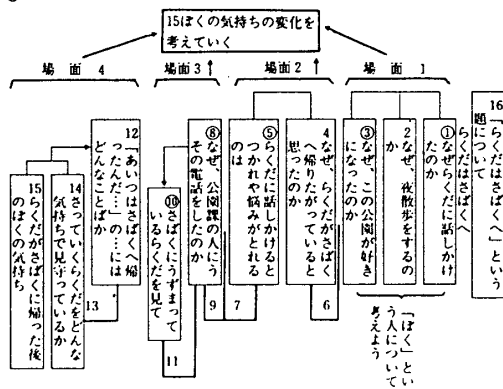 15ぼくの気持ちの変化を
考えていく
場面4
場面3
場面2
場面1
16
「らくだはさばくへ」という
題について
らくだはさばくへ
①なぜらくだに話しかけ
たのか
2なぜ、夜散歩をするの
か
③なぜ、この公園が好き
になったのか
「ぼく」とい
う人について
考えよう
4なぜ、らくだがさばく
へ帰りたがっていると
思ったのか
⑤らくだに話しかけると
つかれや悩みがとれる
のは
6
7
⑧なぜ、公園課の人にう
その電話をしたのか
9
⑩さばくにうずまって
いるらくだを見て
11
12「あいつはさばくへ帰
ったんだ…」の…には
どんなことばか
13
14さっていくらくだをどんな
気持ちで見守っているか
15らくだがさばくに帰った後
のぼくの気持ち